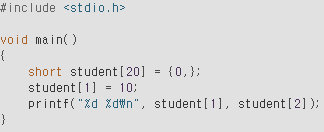 #include <stdio.h>
void main()
{
short student[20] = {0,};
student[1] = 10;
printf("%d %d₩n", student[1], student[2]);
}